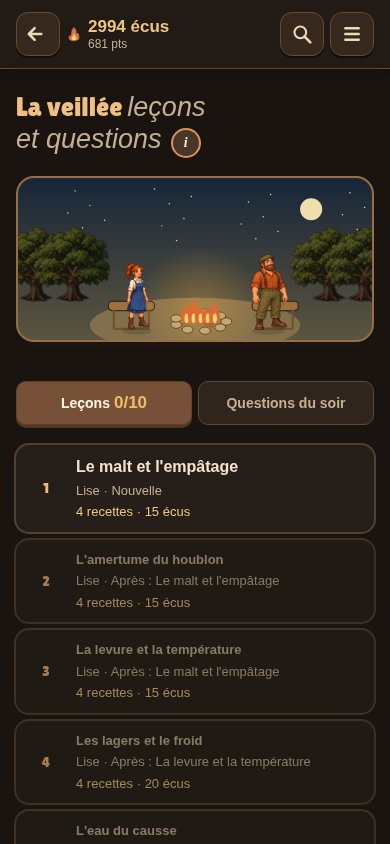 2994 écus
681 pts
La veillée leçons
et questions i
Leçons 0/10
Questions du soir
1
Le malt et l'empâtage
Lise · Nouvelle
4 recettes · 15 écus
2
L'amertume du houblon
Lise · Après : Le malt et l'empâtage
4 recettes · 15 écus
3
La levure et la température
Lise · Après : Le malt et l'empâtage
4 recettes · 15 écus
4
Les lagers et le froid
Lise · Après : La levure et la température
4 recettes · 20 écus
L'eau du causse